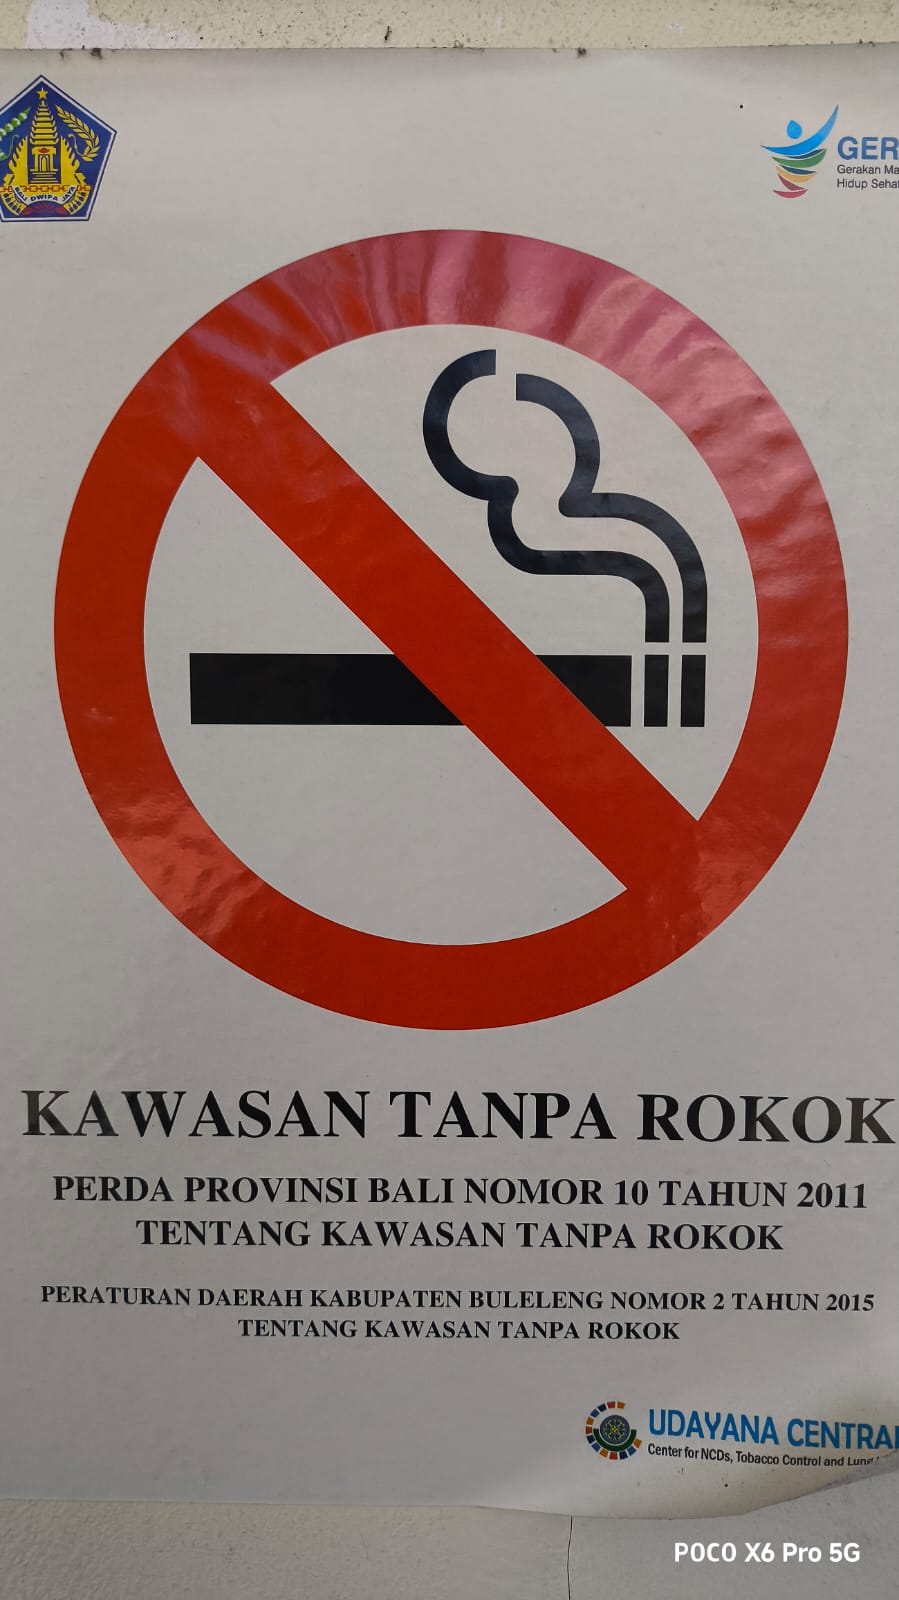 BALI DWIPA JAYA
GER
Gerakan Ma
Hidup Sehat
KAWASAN TANPA ROKOK
PERDA PROVINSI BALI NOMOR 10 TAHUN 2011
TENTANG KAWASAN TANPA ROKOK
PERATURAN DAERAH KABUPATEN BULELENG NOMOR 2 TAHUN 2015
TENTANG KAWASAN TANPA ROKOK
UDAYANA CENTRAL
Center for NCDs, Tobacco Control and Lung
POCO X6 Pro 5G